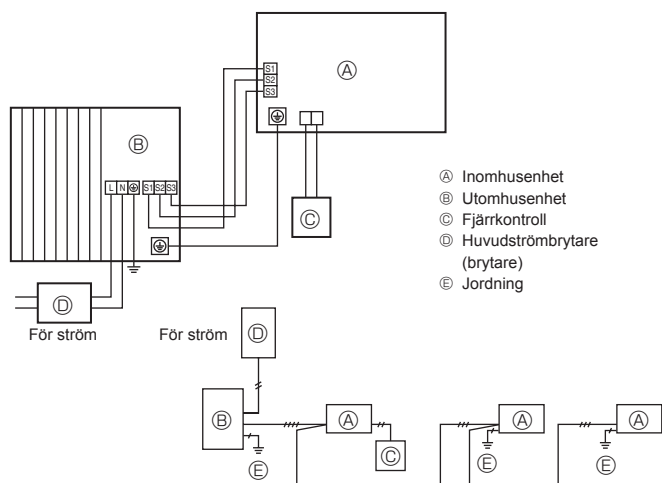 S1
S2
S3
Ⓐ
Ⓑ
L N S1 S2 S3
Ⓒ
Ⓓ
För ström
Ⓐ Inomhusenhet
Ⓑ Utomhusenhet
Ⓒ Fjärrkontroll
Ⓓ Huvudströmbrytare
(brytare)
Ⓔ Jordning
För ström
Ⓓ
Ⓑ
Ⓐ
Ⓐ
Ⓐ
Ⓒ
Ⓔ
Ⓔ
Ⓔ